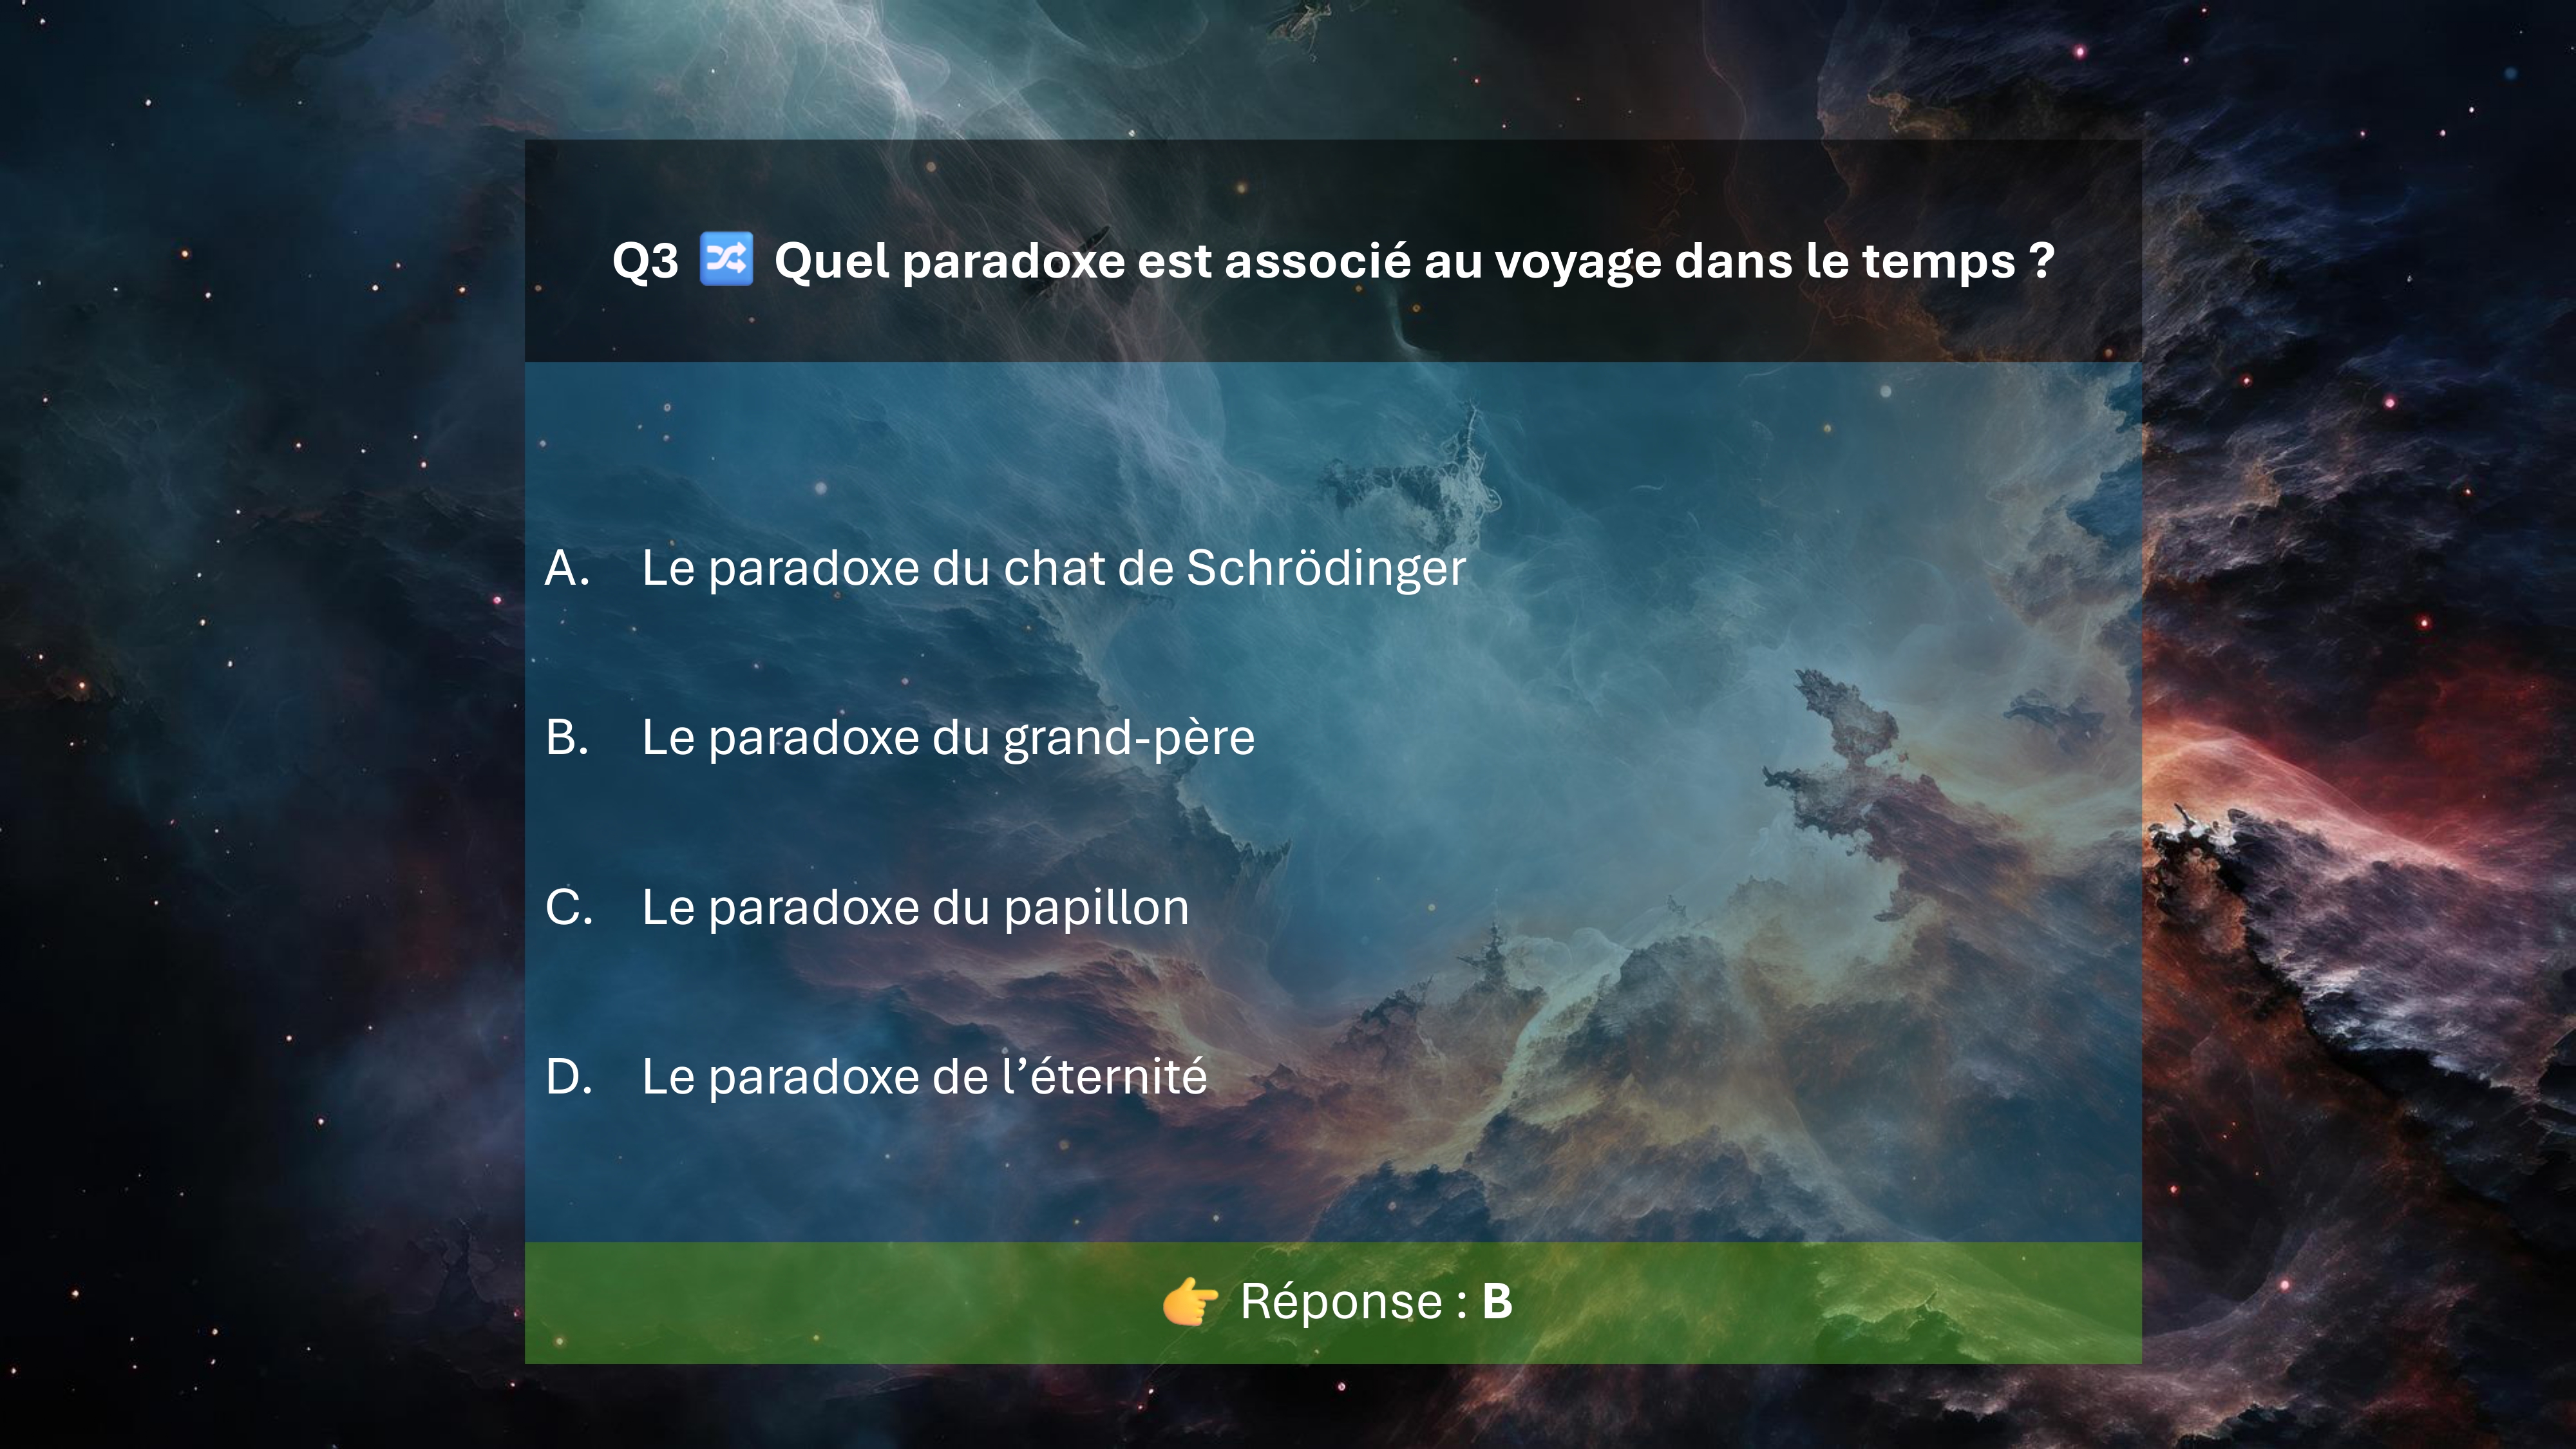 Q3 🔀 Quel paradoxe est associé au voyage dans le temps ?
A. Le paradoxe du chat de Schrödinger
B. Le paradoxe du grand-père
C. Le paradoxe du papillon
D. Le paradoxe de l’éternité
👉 Réponse : B